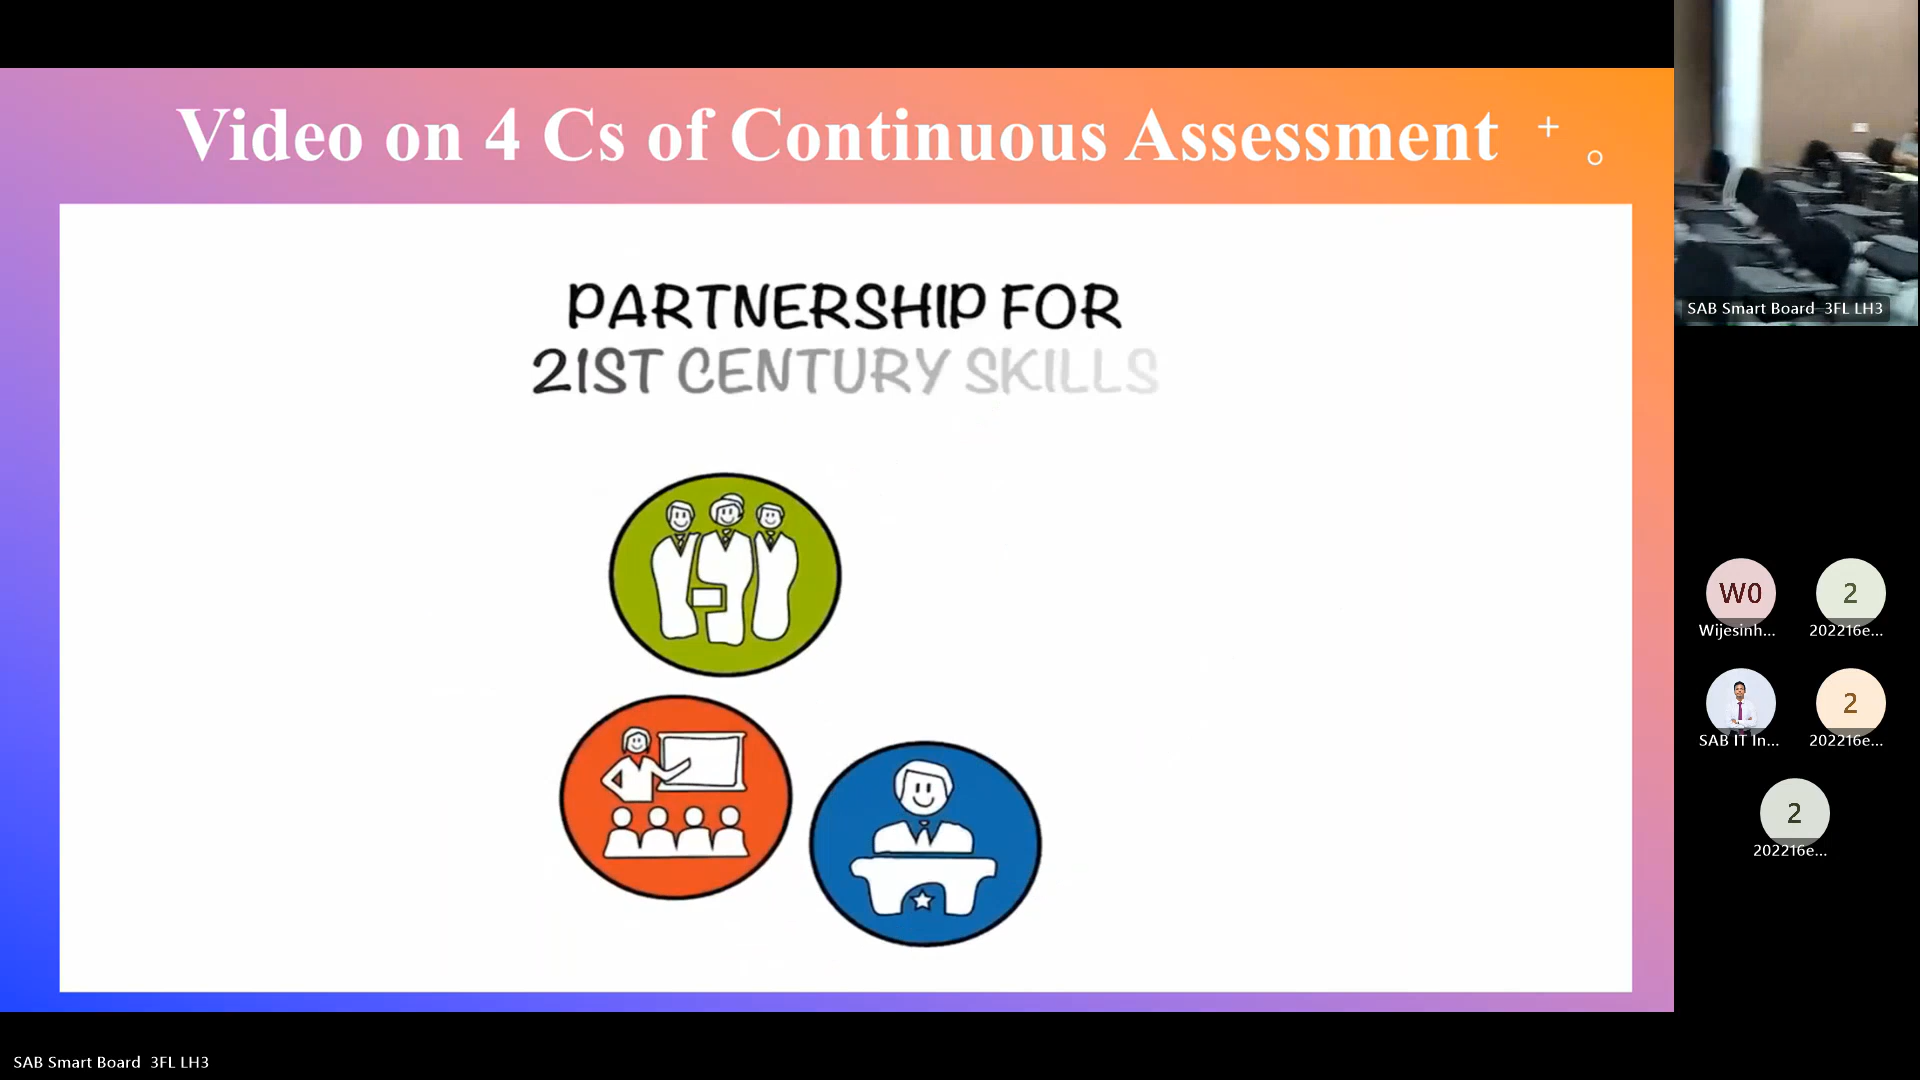 Video on 4 Cs of Continuous Assessment
PARTNERSHIP FOR
21ST CENTURY SKILLS
SAB Smart Board 3FL LH3
W0
Wijesinh...
2
202216e...
SAB IT In...
2
202216e...
2
202216e...
SAB Smart Board 3FL LH3